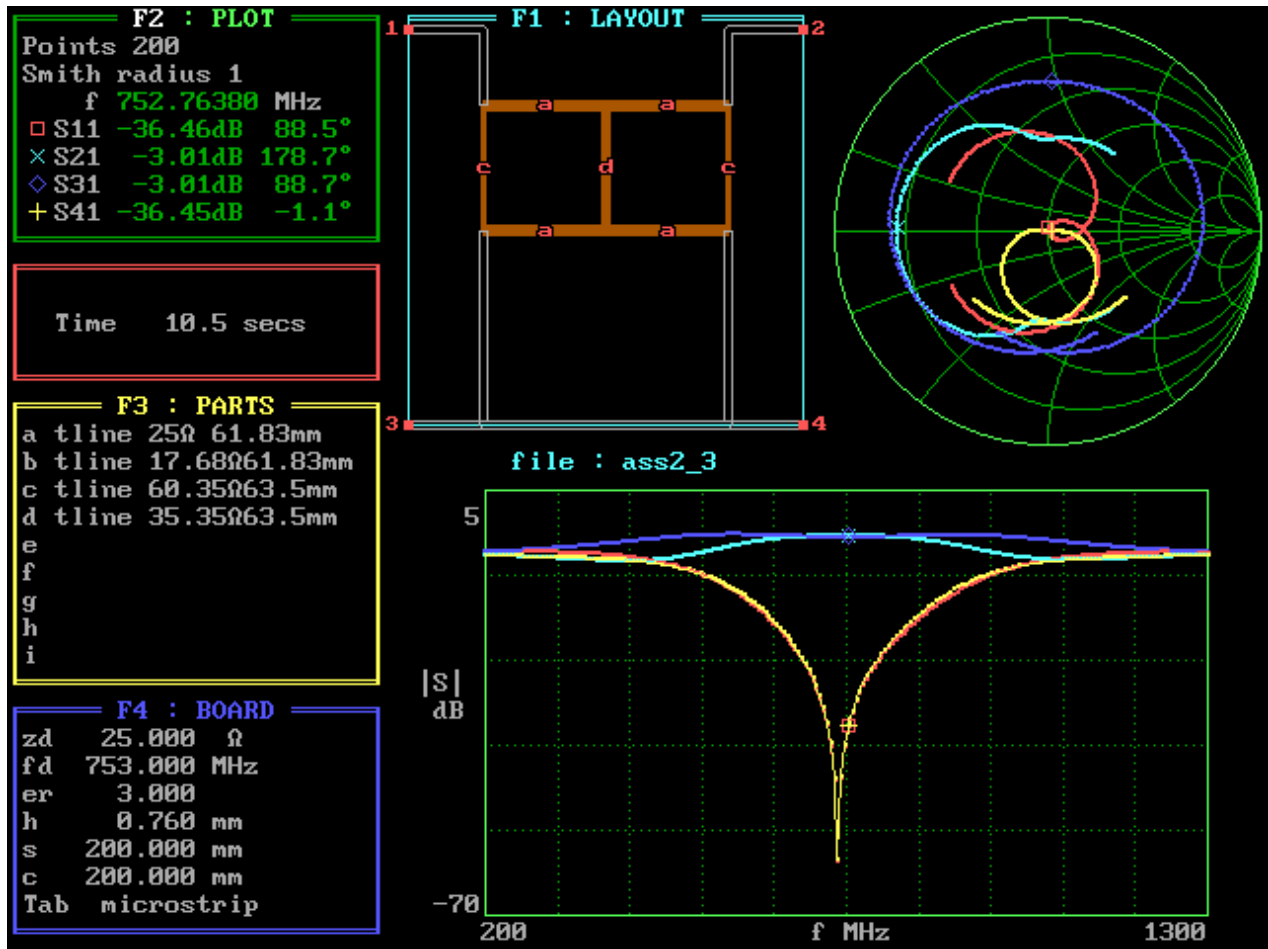 F2 : PLOT
Points 200
Smith radius 1
f 752.76380 MHz
□ S11 -36.46dB 88.5°
× S21 -3.01dB 178.7°
◇ S31 -3.01dB 88.7°
+ S41 -36.45dB -1.1°
Time 10.5 secs
F3 : PARTS
a tline 25Ω 61.83mm
b tline 17.68Ω61.83mm
c tline 60.35Ω63.5mm
d tline 35.35Ω63.5mm
e
f
g
h
i
F4 : BOARD
zd 25.000 Ω
fd 753.000 MHz
er 3.000
h 0.760 mm
s 200.000 mm
c 200.000 mm
Tab microstrip
F1 : LAYOUT
1 2
a a
c d c
a a
3 4
file : ass2_3
5
|S|
dB
-70
200 f MHz 1300